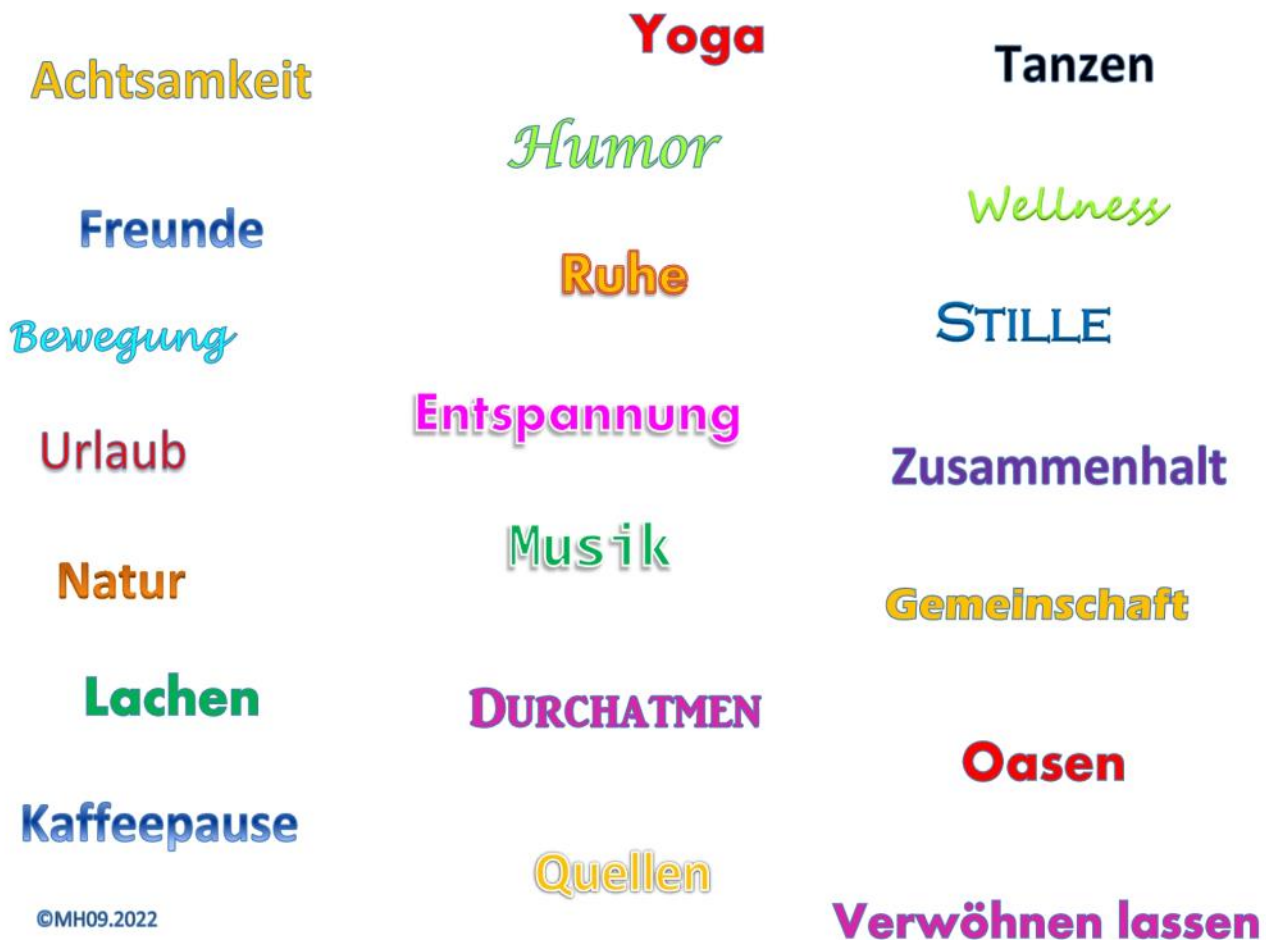 Achtsamkeit
Freunde
Bewegung
Urlaub
Natur
Lachen
Kaffeepause
©MH09.2022
Yoga
Humor
Ruhe
Entspannung
Musik
DURCHATMEN
Quellen
Tanzen
Wellness
STILLE
Zusammenhalt
Gemeinschaft
Oasen
Verwöhnen lassen